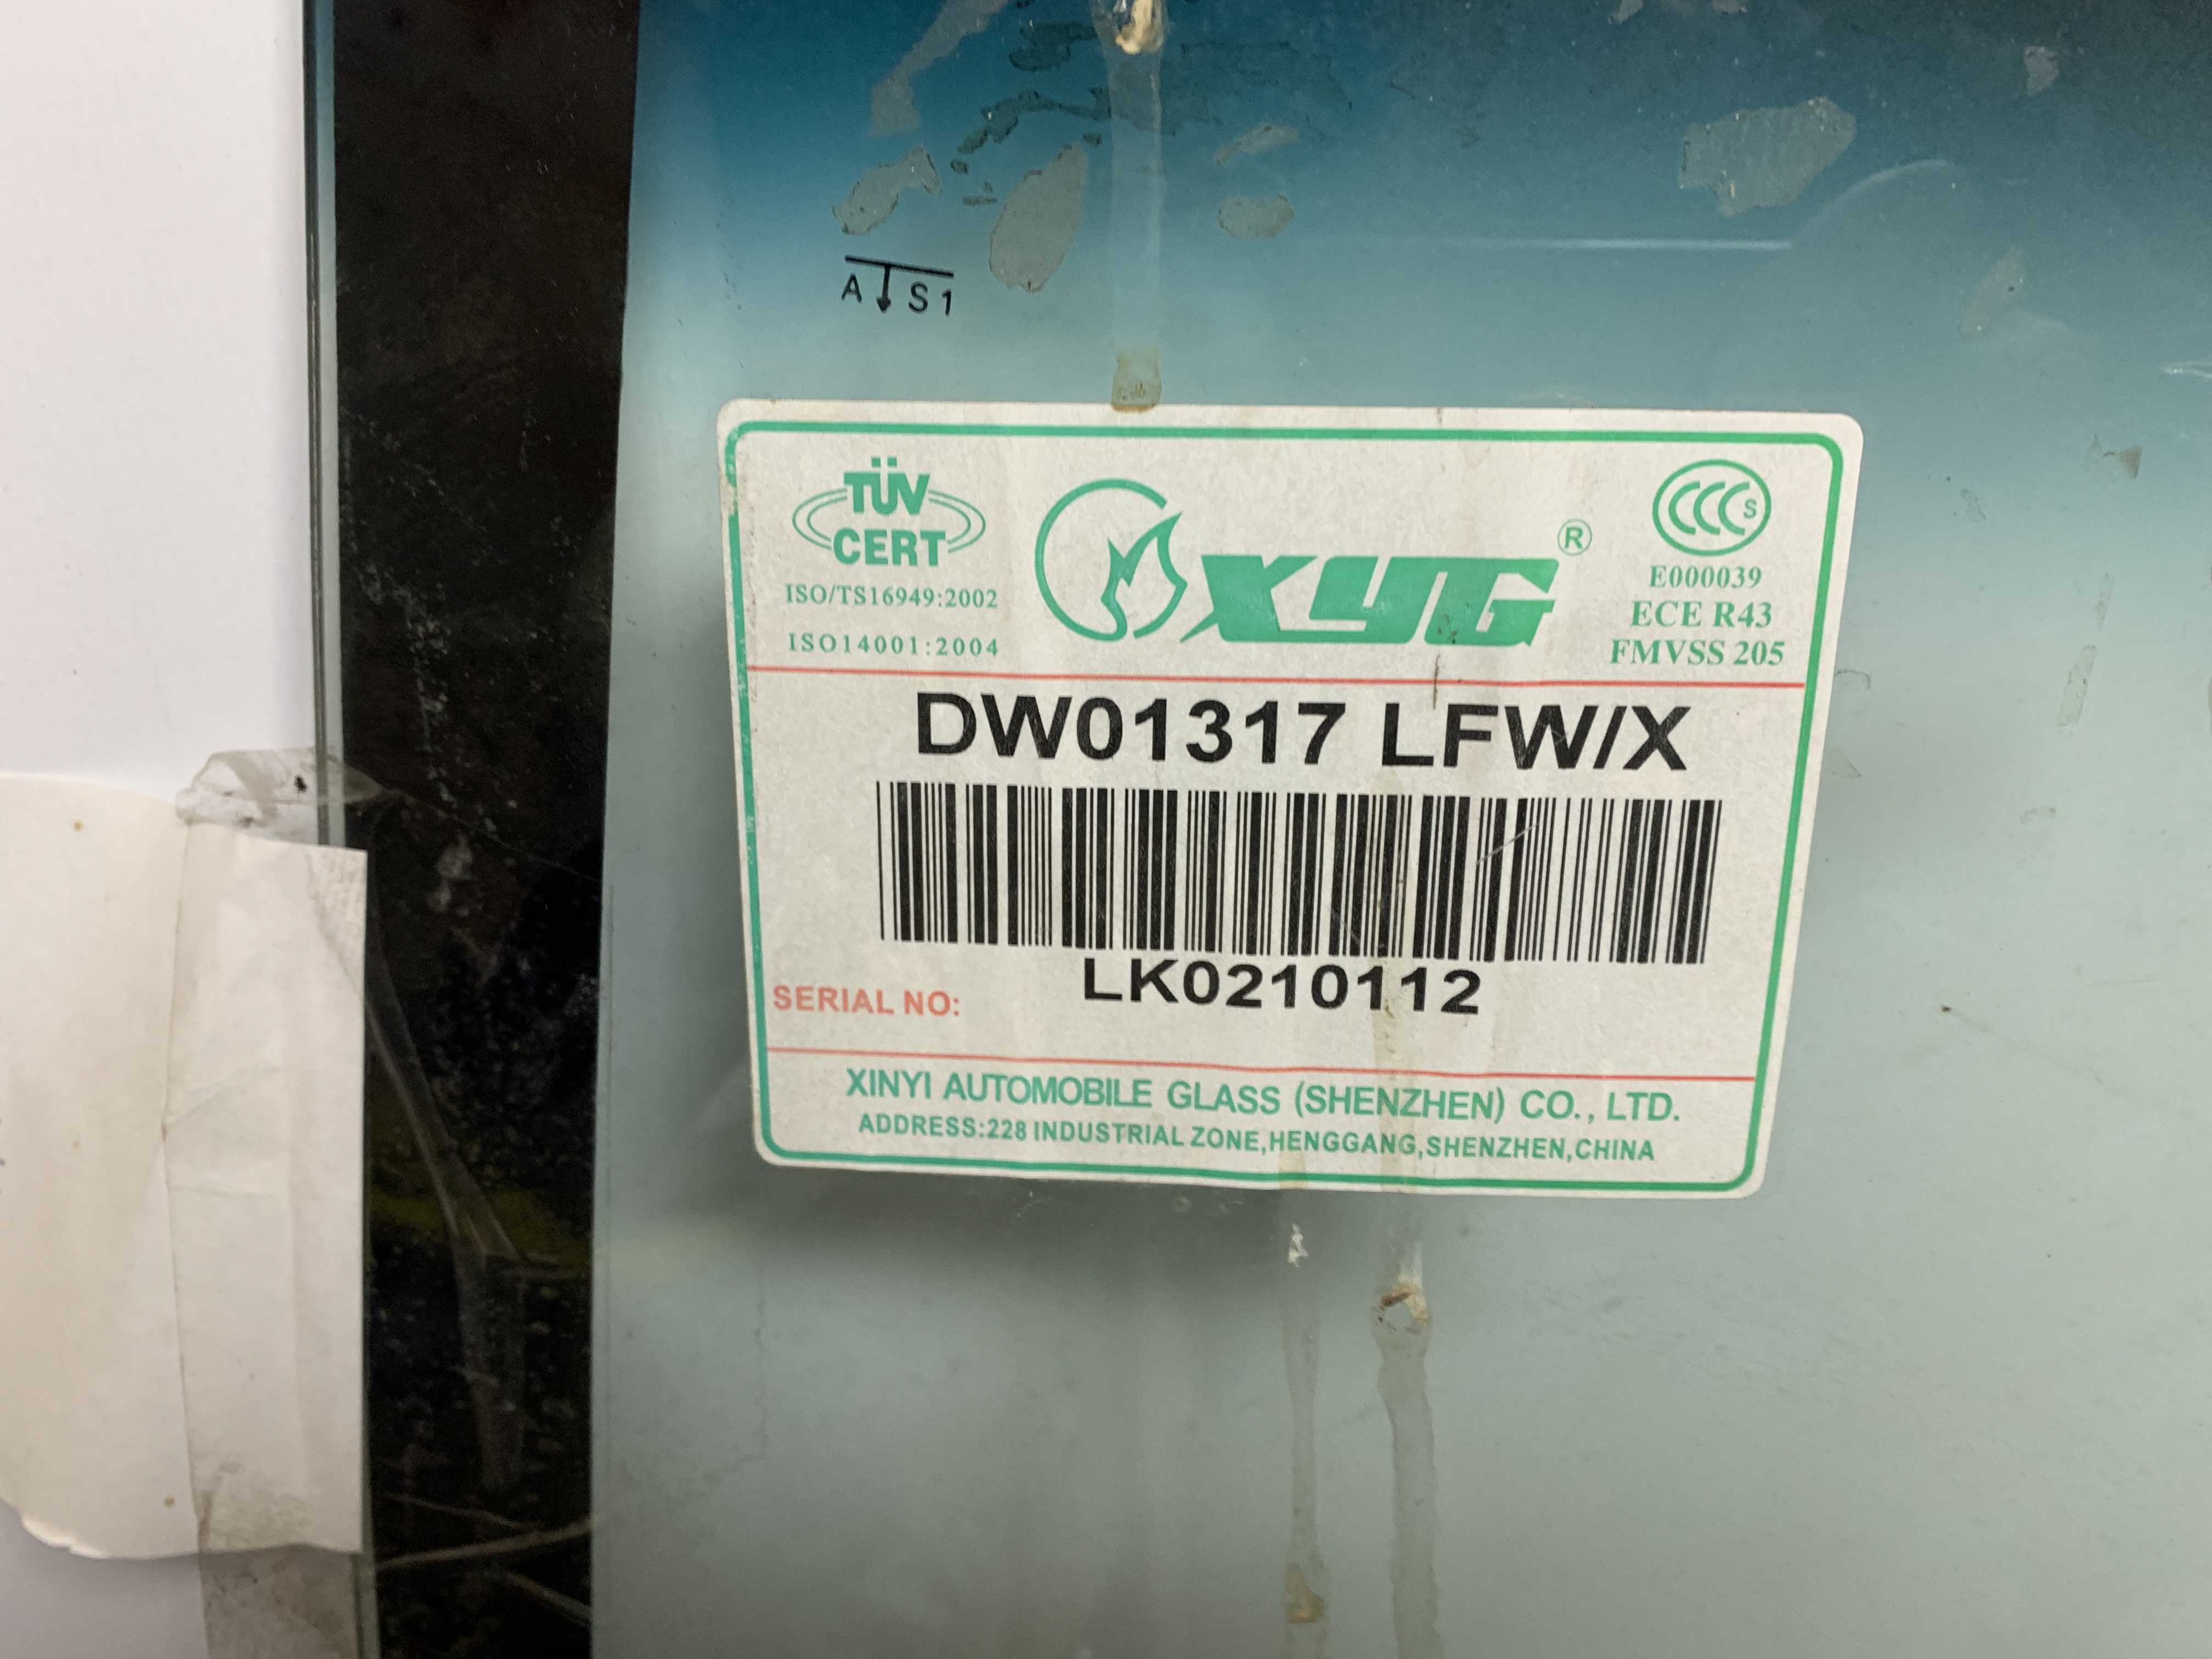 A S1
TÜV
CERT
ISO/TS16949:2002
ISO14001:2004
XYG®
CCC S
E000039
ECE R43
FMVSS 205
DW01317 LFW/X
SERIAL NO: LK0210112
XINYI AUTOMOBILE GLASS (SHENZHEN) CO., LTD.
ADDRESS:228 INDUSTRIAL ZONE,HENGGANG,SHENZHEN,CHINA